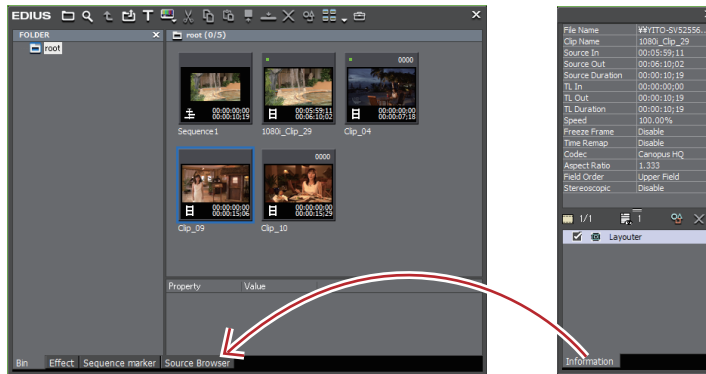 EDIUS
FOLDER
root
root (0/5)
00:00:00;00
00:00:10;19
Sequence1
00:05:59;11
00:06:10;02
1080i_Clip_29
0000
00:00:00;00
00:00:07;18
Clip_04
00:00:00;00
00:00:15;06
Clip_09
0000
00:00:00;00
00:00:15;29
Clip_10
Property Value
Bin Effect Sequence marker Source Browser
File Name ¥¥YITO-SV52556...
Clip Name 1080i_Clip_29
Source In 00:05:59;11
Source Out 00:06:10;02
Source Duration 00:00:10;19
TL In 00:00:00;00
TL Out 00:00:10;19
TL Duration 00:00:10;19
Speed 100.00%
Freeze Frame Disable
Time Remap Disable
Codec Canopus HQ
Aspect Ratio 1.333
Field Order Upper Field
Stereoscopic Disable
1/1 1
Layouter
Information